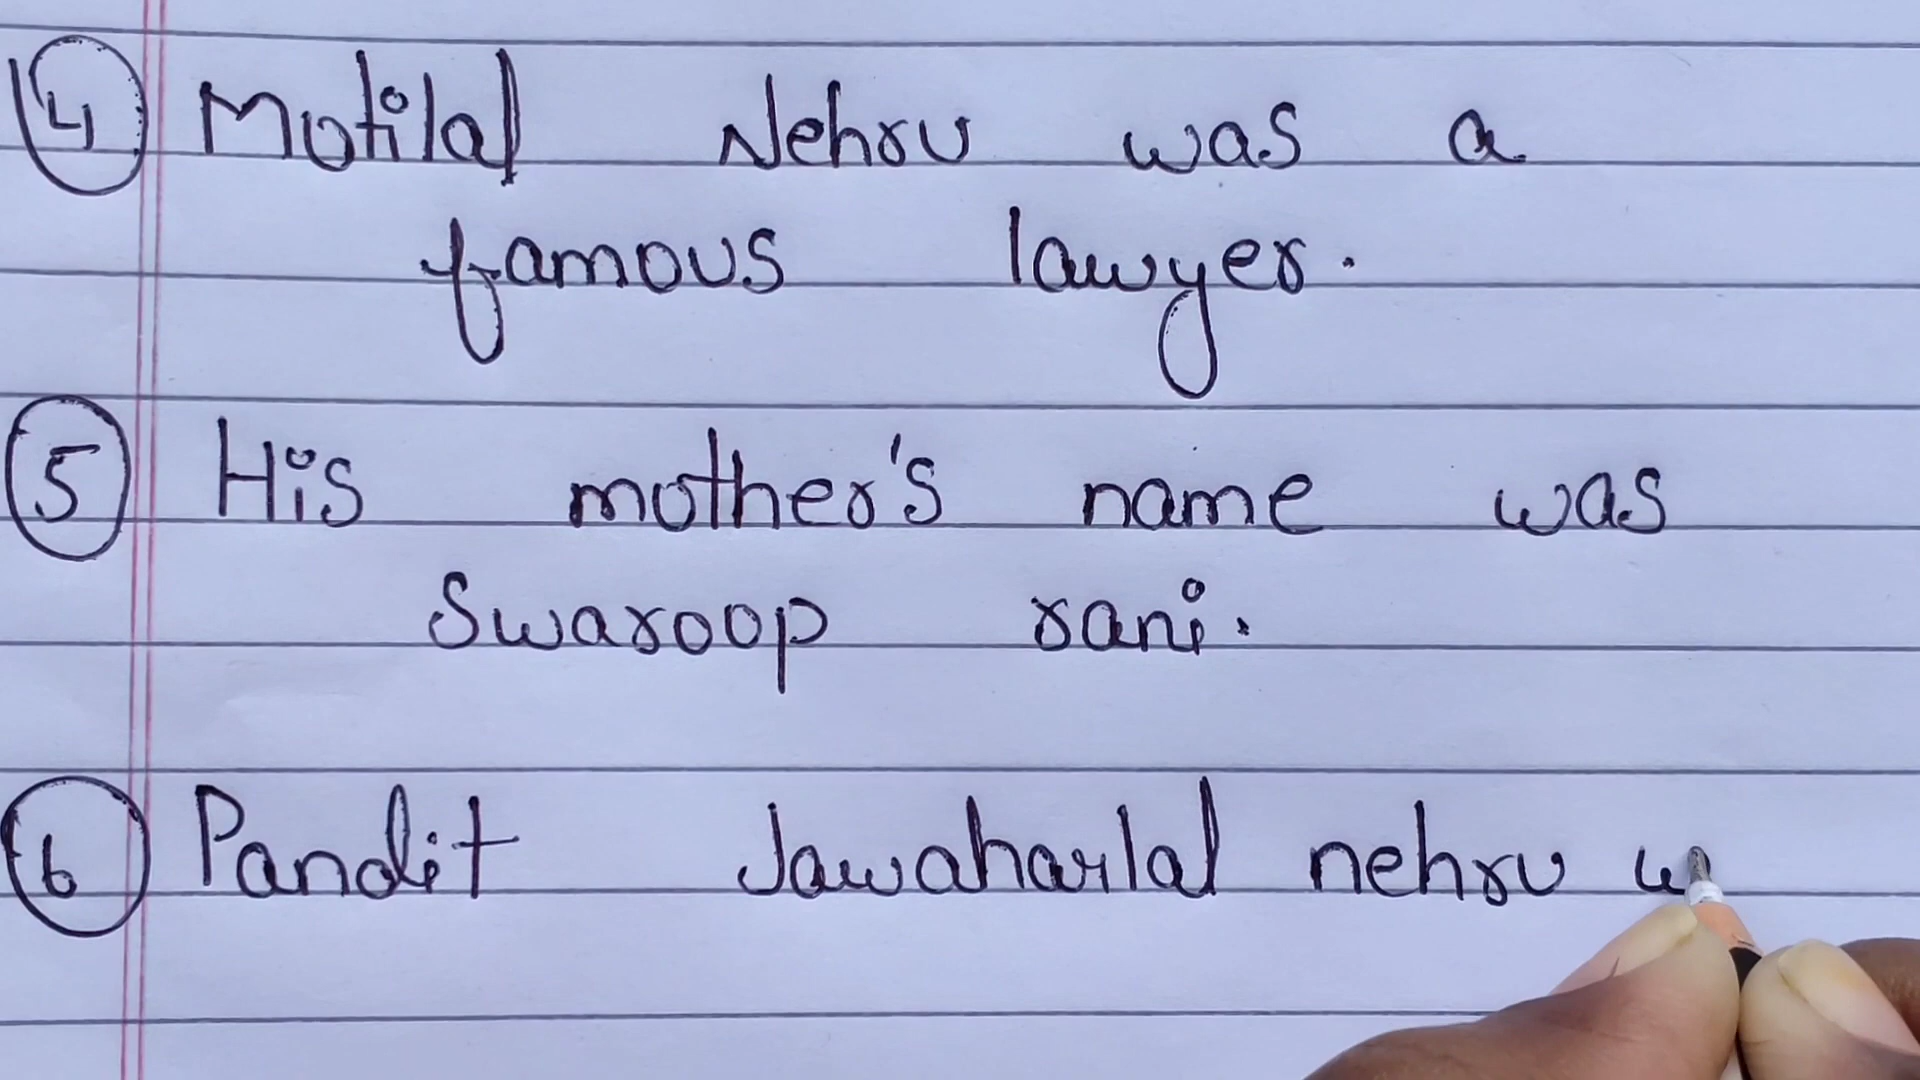 4 Motilal Nehru was a
famous lawyer.
5 His mother's name was
Swaroop rani.
6 Pandit Jawaharlal nehru w